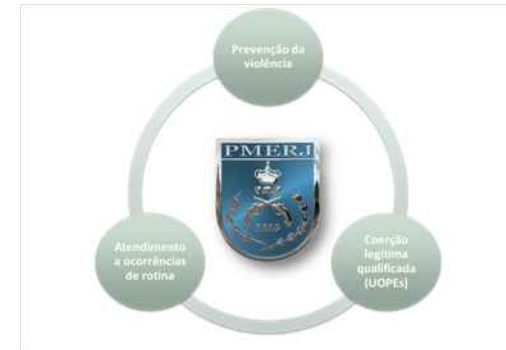 Prevenção da
violência
PMERJ
Atendimento
a ocorrências
de rotina
Coerção
legítima
qualificada
(UOPEs)